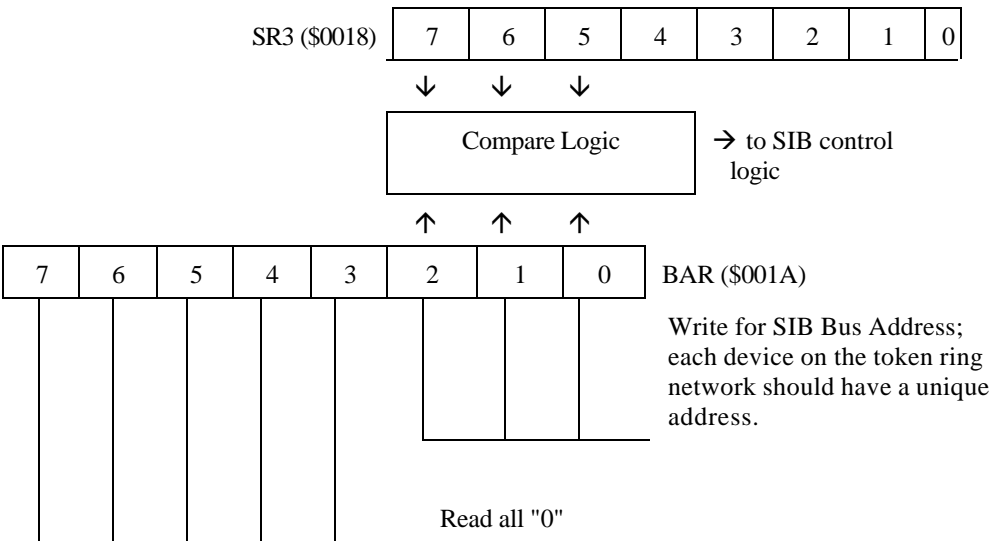 SR3 ($0018) 7 6 5 4 3 2 1 0
Compare Logic → to SIB control
logic
7 6 5 4 3 2 1 0 BAR ($001A)
Write for SIB Bus Address;
each device on the token ring
network should have a unique
address.
Read all "0"